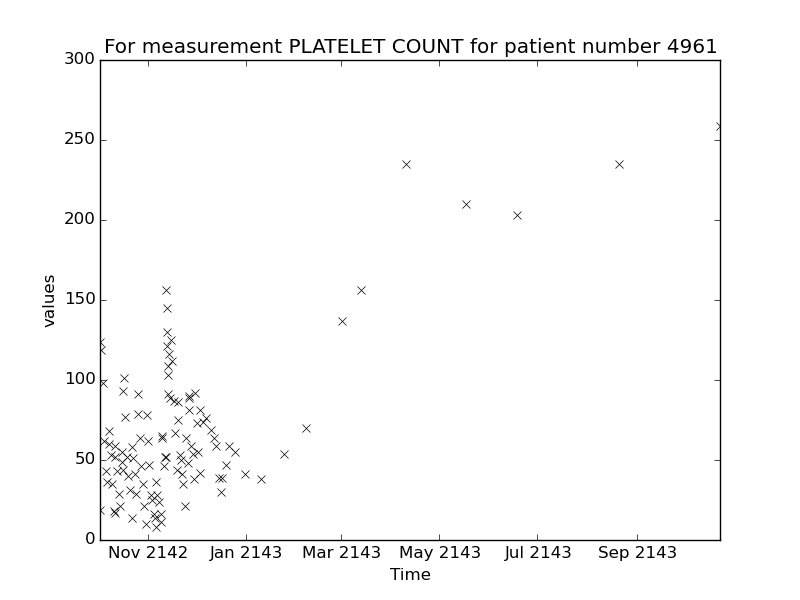 For measurement PLATELET COUNT for patient number 4961
300
250
200
150
100
50
0
values
Nov 2142 Jan 2143 Mar 2143 May 2143 Jul 2143 Sep 2143
Time